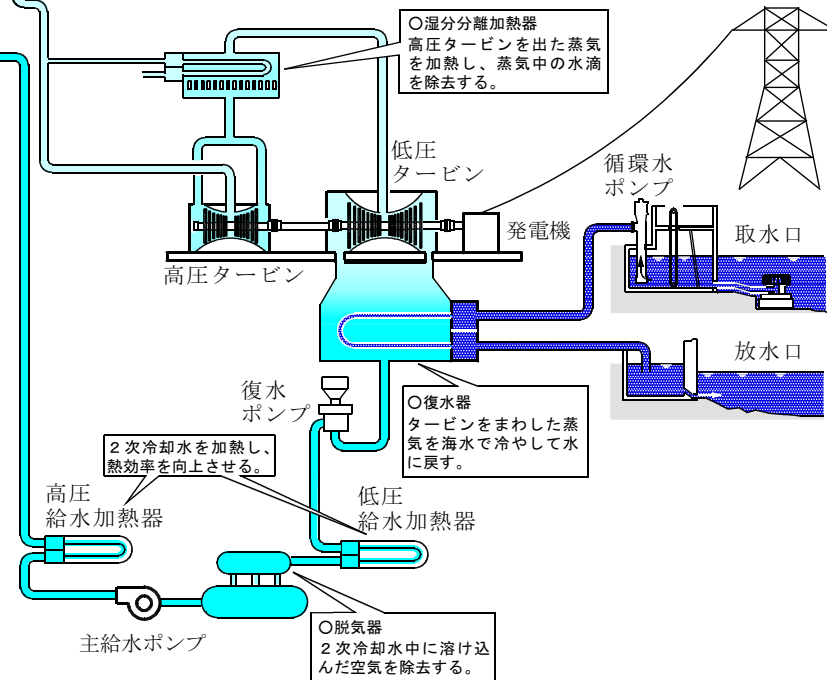 ○湿分分離加熱器
高圧タービンを出た蒸気
を加熱し、蒸気中の水滴
を除去する。
低圧
タービン
循環水
ポンプ
発電機
取水口
高圧タービン
放水口
復水
ポンプ
○復水器
タービンをまわした蒸
気を海水で冷やして水
に戻す。
2次冷却水を加熱し、
熱効率を向上させる。
高圧
給水加熱器
低圧
給水加熱器
主給水ポンプ
○脱気器
2次冷却水中に溶け込
んだ空気を除去する。